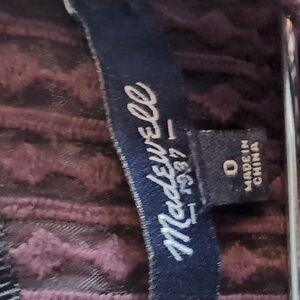 Madewell
— 1937 —
0
MADE IN
CHINA